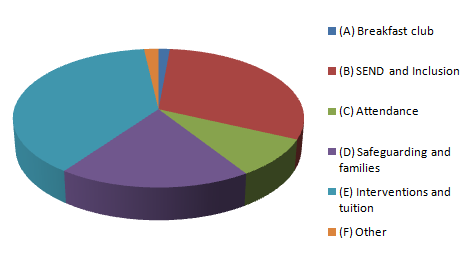 (A) Breakfast club
(B) SEND and Inclusion
(C) Attendance
(D) Safeguarding and
families
(E) Interventions and
tuition
(F) Other